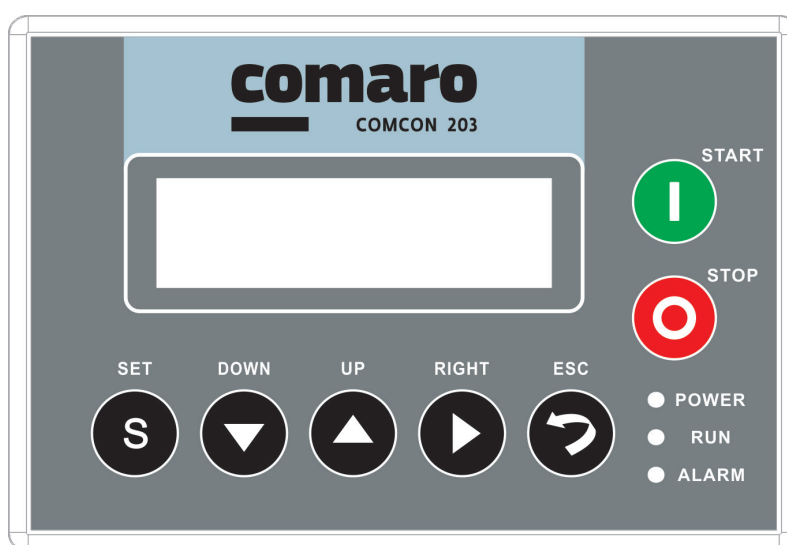 comaro
COMCON 203
START
STOP
SET DOWN UP RIGHT ESC
S
POWER
RUN
ALARM